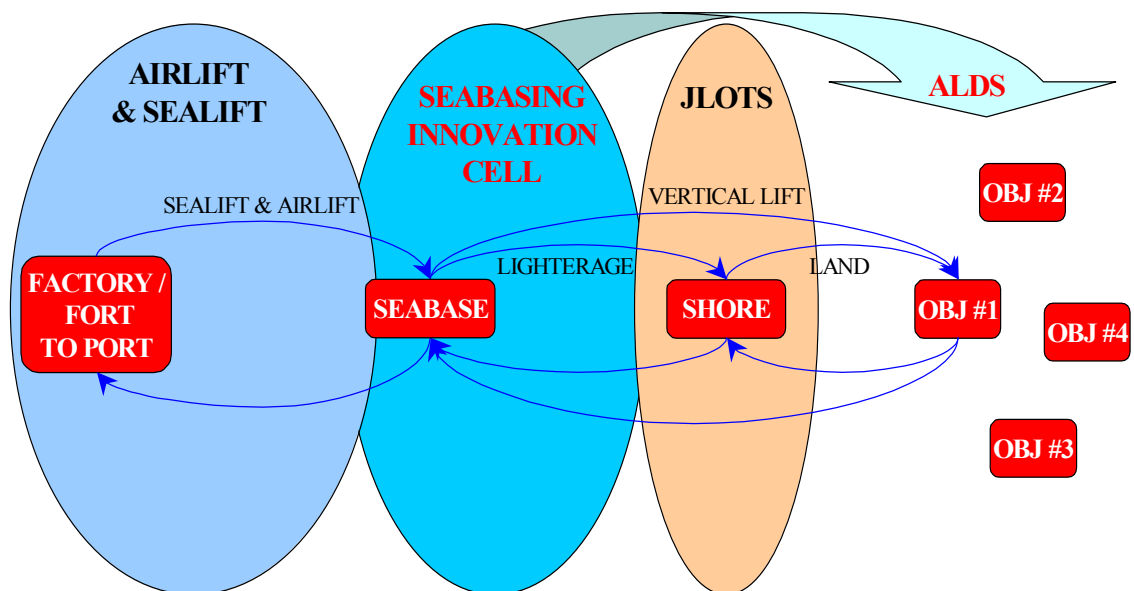 AIRLIFT
& SEALIFT
SEABASING
INNOVATION
CELL
JLOTS
ALDS
SEALIFT & AIRLIFT
VERTICAL LIFT
LIGHTERAGE
LAND
FACTORY /
FORT
TO PORT
SEABASE
SHORE
OBJ #1
OBJ #2
OBJ #4
OBJ #3